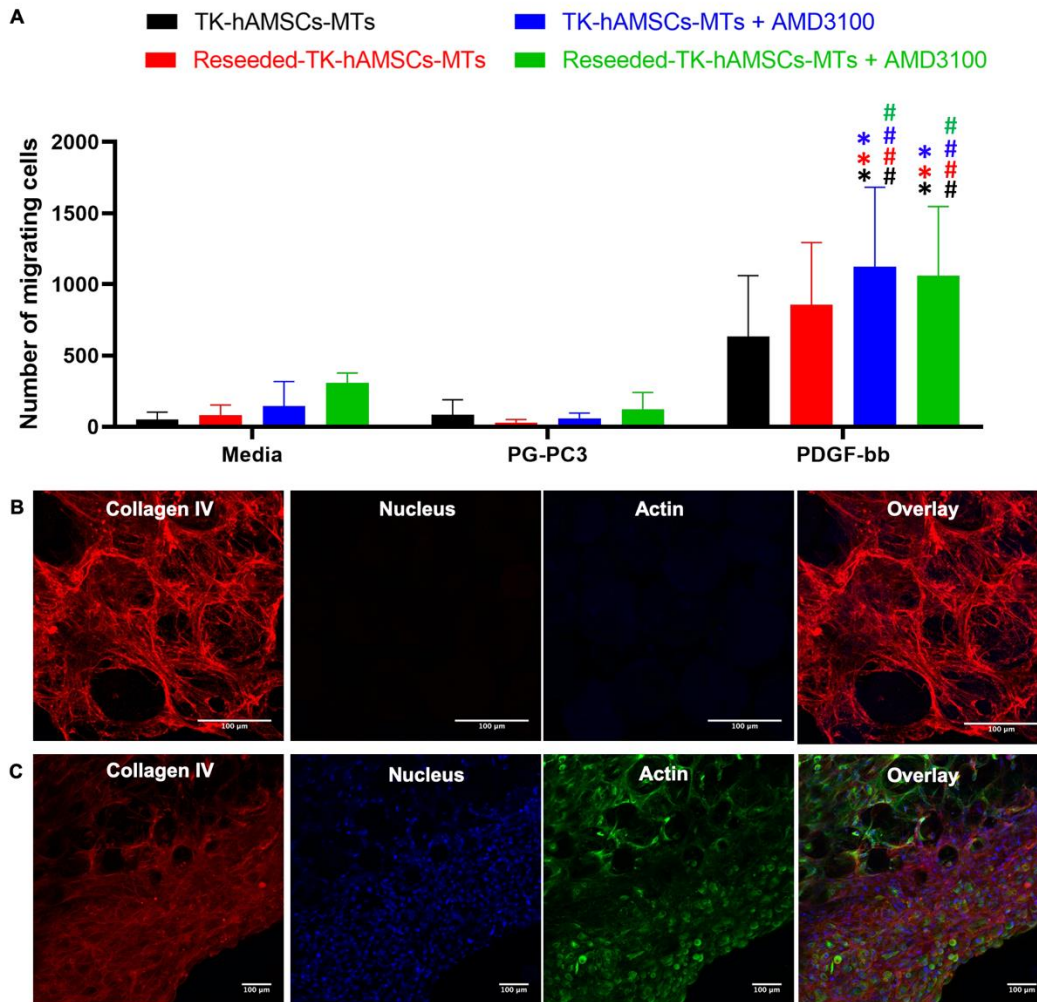 A
TK-hAMSCs-MTs
TK-hAMSCs-MTs + AMD3100
Reseeded-TK-hAMSCs-MTs
Reseeded-TK-hAMSCs-MTs + AMD3100
Number of migrating cells
2000
1500
1000
500
0
* * *
# # # #
* * *
# # # #
Media
PG-PC3
PDGF-bb
B
Collagen IV
Nucleus
Actin
Overlay
100 µm
100 µm
100 µm
100 µm
C
Collagen IV
Nucleus
Actin
Overlay
100 µm
100 µm
100 µm
100 µm